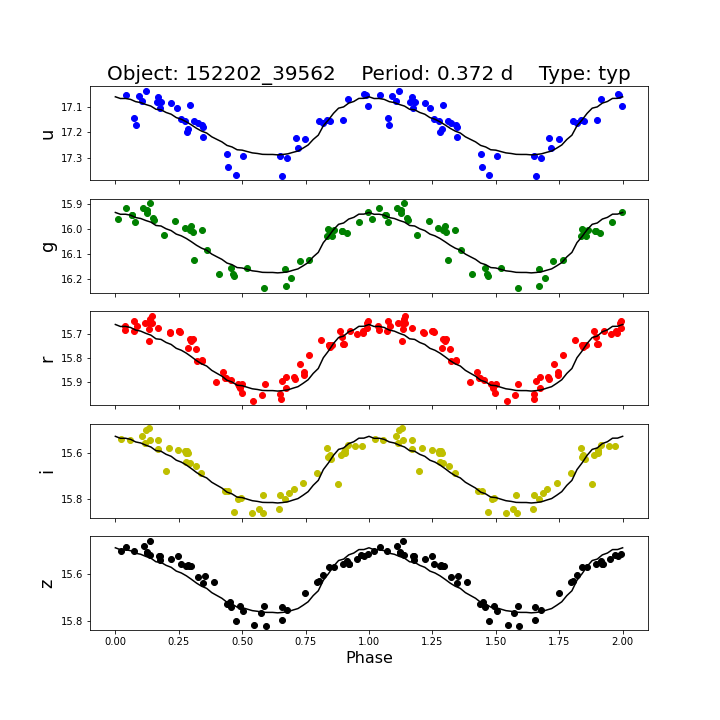 Object: 152202_39562    Period: 0.372 d    Type: typ
17.1
17.2
17.3
u
15.9
16.0
16.1
16.2
g
15.7
15.8
15.9
r
15.6
15.8
i
15.6
15.8
z
0.00 0.25 0.50 0.75 1.00 1.25 1.50 1.75 2.00
Phase